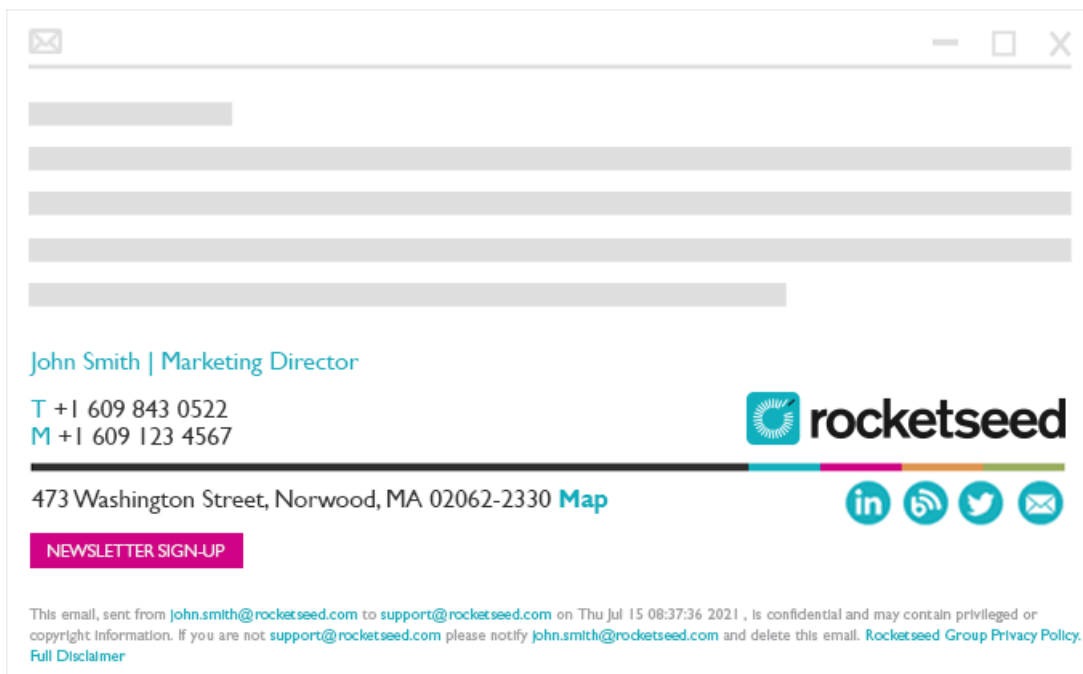 John Smith | Marketing Director
T +1 609 843 0522
M +1 609 123 4567
rocketseed
473 Washington Street, Norwood, MA 02062-2330 Map
in
b
NEWSLETTER SIGN-UP
This email, sent from john.smith@rocketseed.com to support@rocketseed.com on Thu Jul 15 08:37:36 2021 , is confidential and may contain privileged or
copyright information. If you are not support@rocketseed.com please notify john.smith@rocketseed.com and delete this email. Rocketseed Group Privacy Policy.
Full Disclaimer